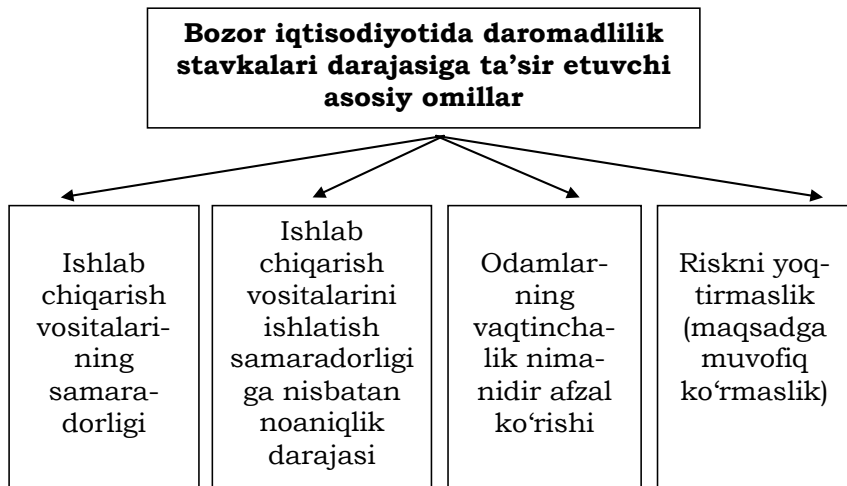 Bozor iqtisodiyotida daromadlilik
stavkalari darajasiga ta’sir etuvchi
asosiy omillar
Ishlab
chiqarish
vositalari-
ning
samara-
dorligi
Ishlab
chiqarish
vositalarini
ishlatish
samaradorligi
ga nisbatan
noaniqlik
darajasi
Odamlar-
ning
vaqtincha-
lik nima-
nidir afzal
ko‘rishi
Riskni yoq-
tirmaslik
(maqsadga
muvofiq
ko‘rmaslik)